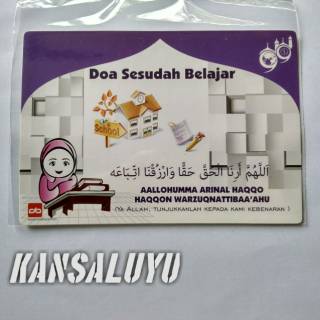 Doa Sesudah Belajar
School
اَللّٰهُمَّ أَرِنَا الْحَقَّ حَقًّا وَارْزُقْنَا اتِّبَاعَه
AALLOHUMMA ARINAL HAQQO
HAQQON WARZUQNATTIBAA'AHU
(YA ALLAH, TUNJUKKANLAH KEPADA KAMI KEBENARAN )
KANSALUYU